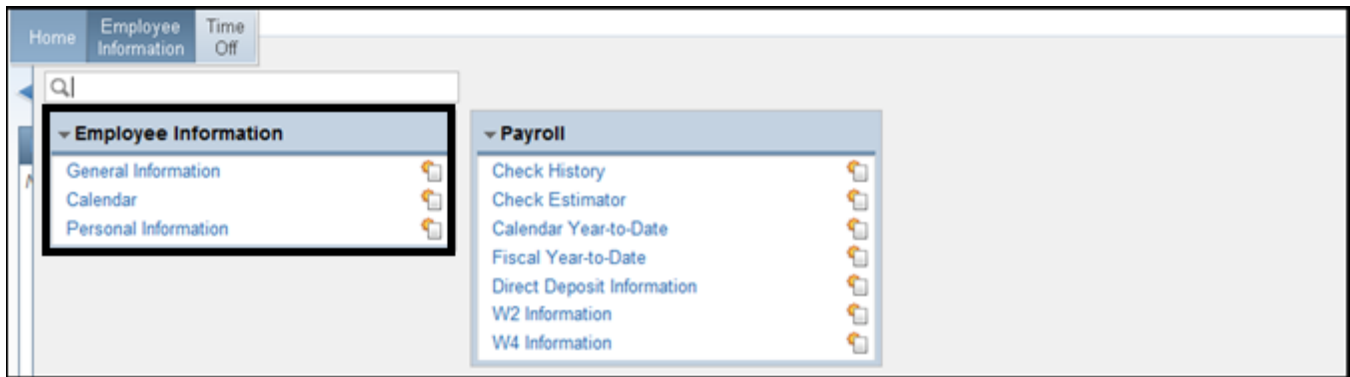 Home
Employee
Information
Time
Off
Employee Information
General Information
Calendar
Personal Information
Payroll
Check History
Check Estimator
Calendar Year-to-Date
Fiscal Year-to-Date
Direct Deposit Information
W2 Information
W4 Information